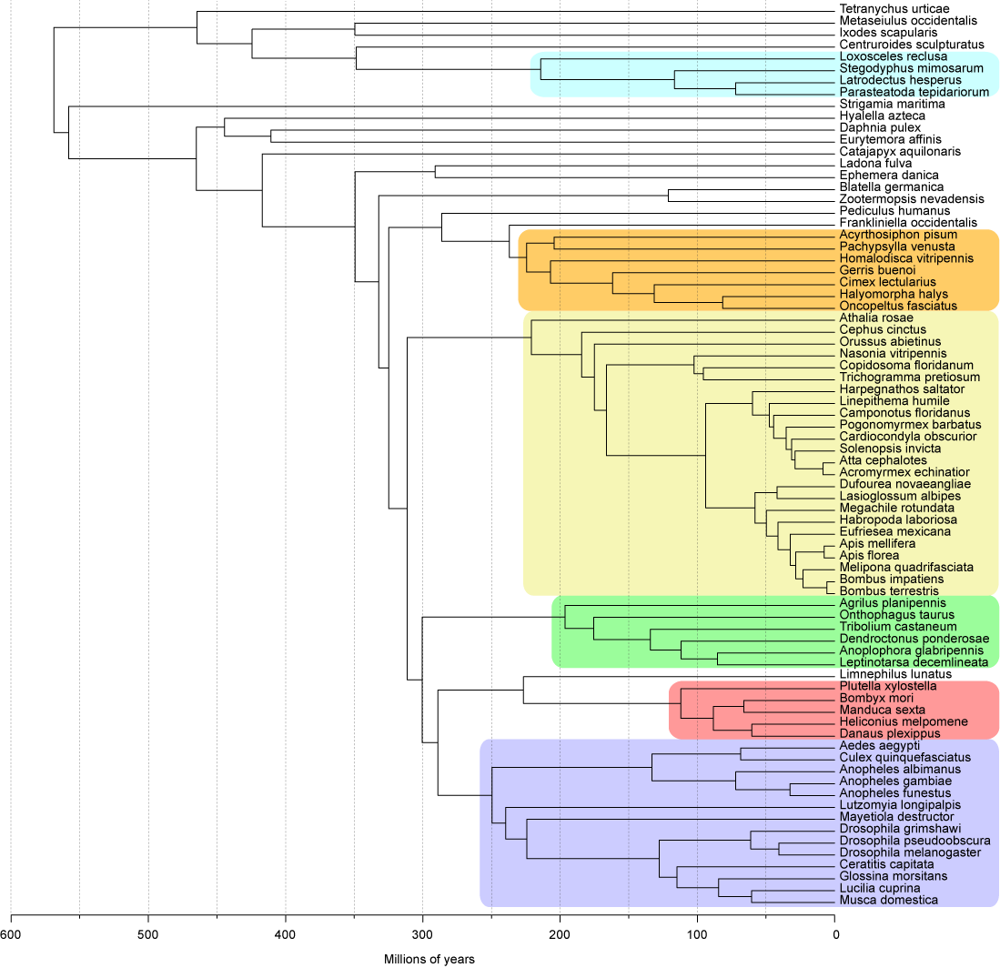 Tetranychus urticae
Metaseiulus occidentalis
Ixodes scapularis
Centruroides sculpturatus
Loxosceles reclusa
Stegodyphus mimosarum
Latrodectus hesperus
Parasteatoda tepidariorum
Strigamia maritima
Hyalella azteca
Daphnia pulex
Eurytemora affinis
Catajapyx aquilonaris
Ladona fulva
Ephemera danica
Blatella germanica
Zootermopsis nevadensis
Pediculus humanus
Frankliniella occidentalis
Acyrthosiphon pisum
Pachypsylla venusta
Homalodisca vitripennis
Gerris buenoi
Cimex lectularius
Halyomorpha halys
Oncopeltus fasciatus
Athalia rosae
Cephus cinctus
Orussus abietinus
Nasonia vitripennis
Copidosoma floridanum
Trichogramma pretiosum
Harpegnathos saltator
Linepithema humile
Camponotus floridanus
Pogonomyrmex barbatus
Cardiocondyla obscurior
Solenopsis invicta
Atta cephalotes
Acromyrmex echinatior
Dufourea novaeangliae
Lasioglossum albipes
Megachile rotundata
Habropoda laboriosa
Eufriesea mexicana
Apis mellifera
Apis florea
Melipona quadrifasciata
Bombus impatiens
Bombus terrestris
Agrilus planipennis
Onthophagus taurus
Tribolium castaneum
Dendroctonus ponderosae
Anoplophora glabripennis
Leptinotarsa decemlineata
Limnephilus lunatus
Plutella xylostella
Bombyx mori
Manduca sexta
Heliconius melpomene
Danaus plexippus
Aedes aegypti
Culex quinquefasciatus
Anopheles albimanus
Anopheles gambiae
Anopheles funestus
Lutzomyia longipalpis
Mayetiola destructor
Drosophila grimshawi
Drosophila pseudoobscura
Drosophila melanogaster
Ceratitis capitata
Glossina morsitans
Lucilia cuprina
Musca domestica
600 500 400 300 200 100 0
Millions of years